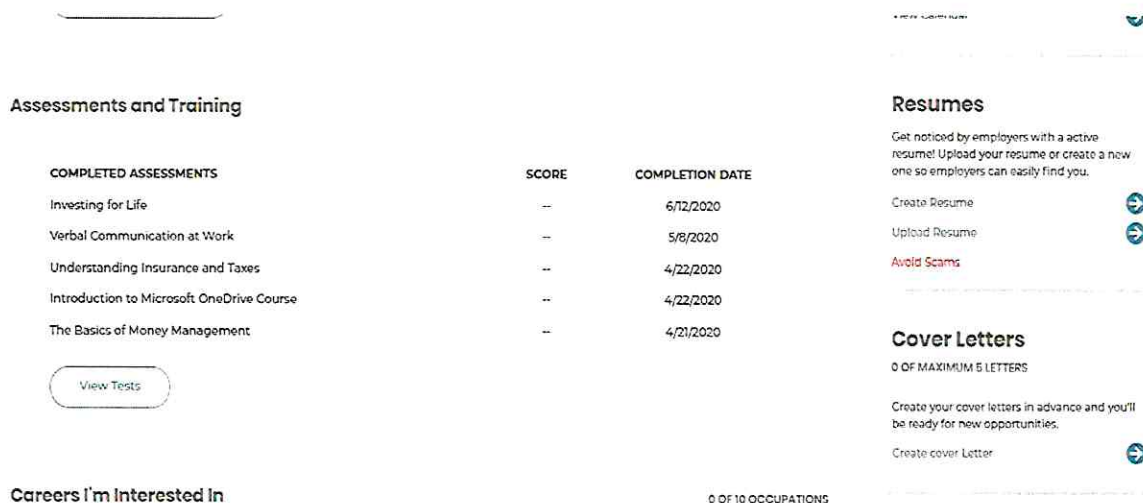 View Calendar
Assessments and Training
COMPLETED ASSESSMENTS SCORE COMPLETION DATE
Investing for Life -- 6/12/2020
Verbal Communication at Work -- 5/8/2020
Understanding Insurance and Taxes -- 4/22/2020
Introduction to Microsoft OneDrive Course -- 4/22/2020
The Basics of Money Management -- 4/21/2020
View Tests
Careers I'm Interested In 0 OF 10 OCCUPATIONS
Resumes
Get noticed by employers with a active
resume! Upload your resume or create a new
one so employers can easily find you.
Create Resume
Upload Resume
Avoid Scams
Cover Letters
0 OF MAXIMUM 5 LETTERS
Create your cover letters in advance and you'll
be ready for new opportunities.
Create cover Letter